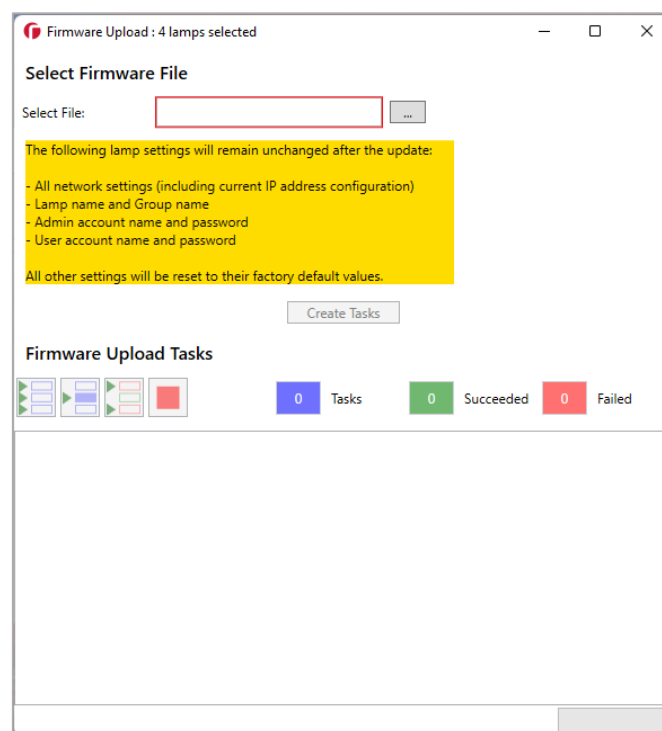 Firmware Upload : 4 lamps selected
Select Firmware File
Select File:
...
The following lamp settings will remain unchanged after the update:
- All network settings (including current IP address configuration)
- Lamp name and Group name
- Admin account name and password
- User account name and password
All other settings will be reset to their factory default values.
Create Tasks
Firmware Upload Tasks
0 Tasks 0 Succeeded 0 Failed